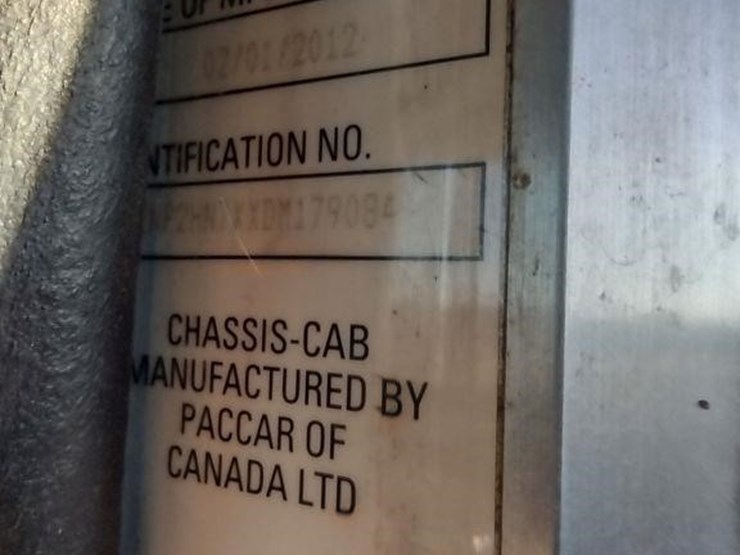 02/01/2012
NTIFICATION NO.
CHASSIS-CAB
MANUFACTURED BY
PACCAR OF
CANADA LTD